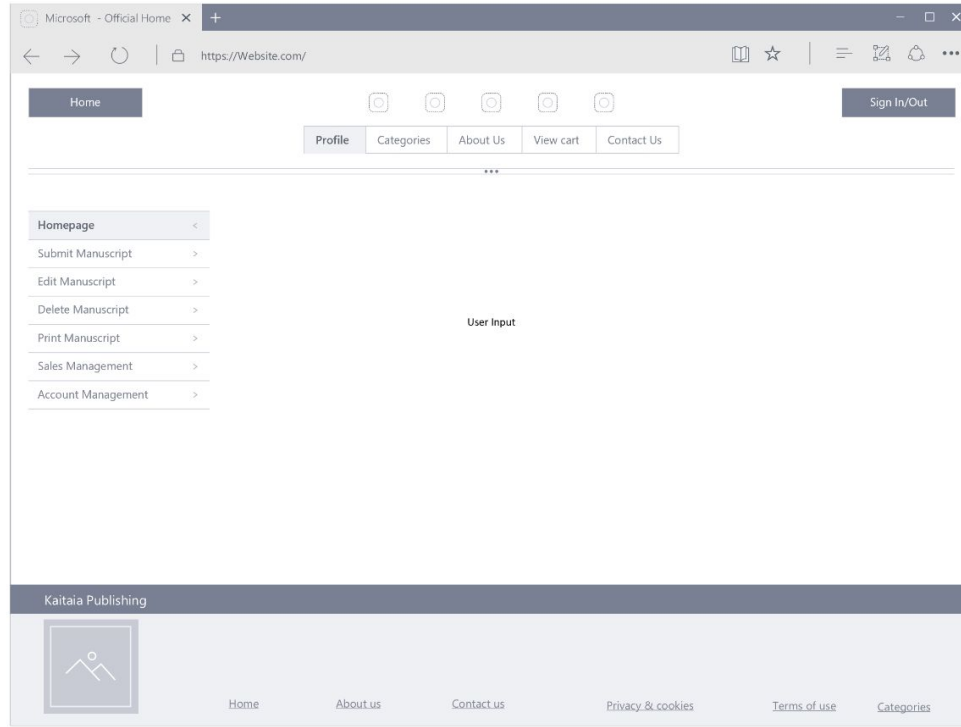 Microsoft - Official Home
https://Website.com/
Home
Sign In/Out
Profile Categories About Us View cart Contact Us
Homepage
Submit Manuscript
Edit Manuscript
Delete Manuscript
Print Manuscript
Sales Management
Account Management
User Input
Kaitaia Publishing
Home About us Contact us Privacy & cookies Terms of use Categories